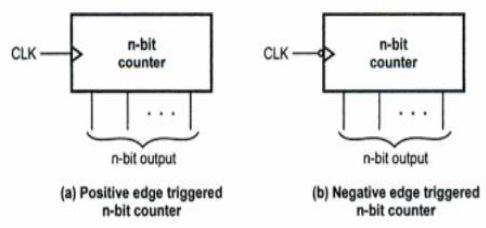 CLK
n-bit
counter
n-bit output
(a) Positive edge triggered
n-bit counter
CLK
n-bit
counter
n-bit output
(b) Negative edge triggered
n-bit counter